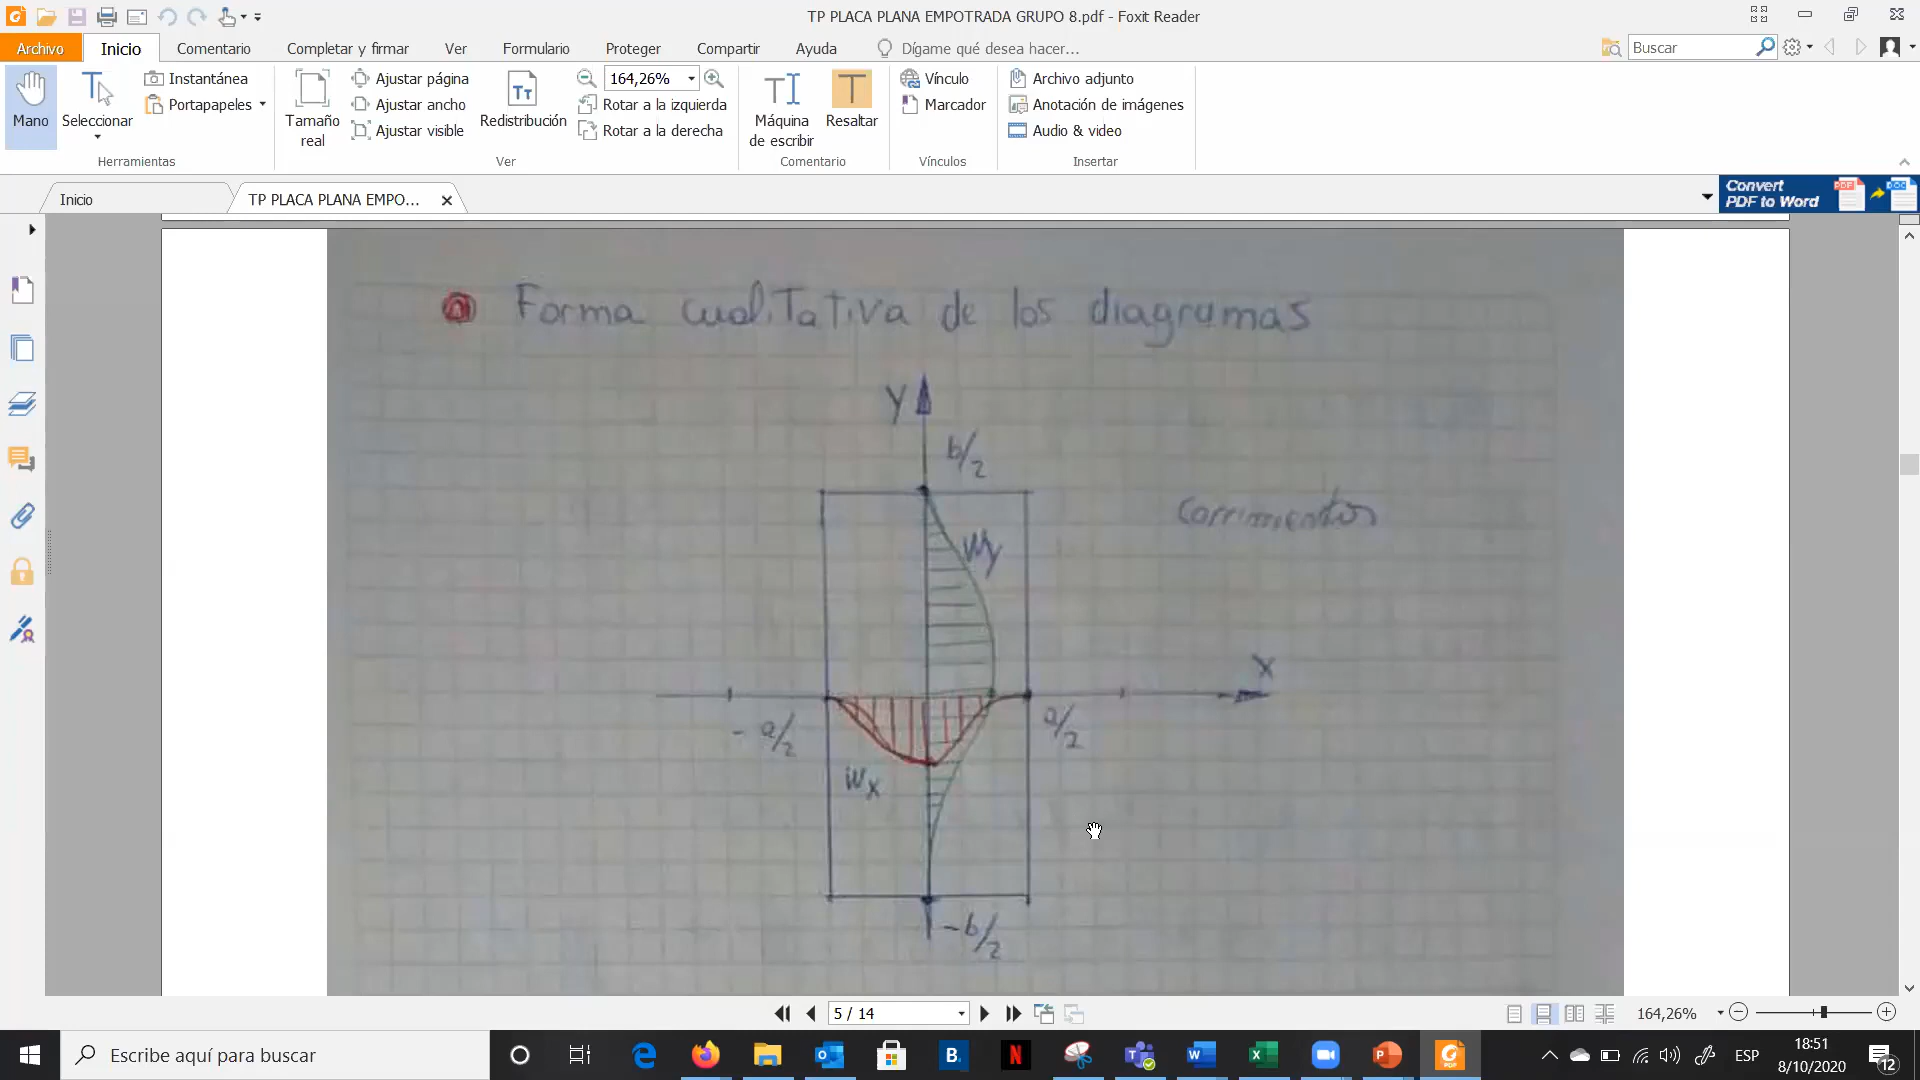 TP PLACA PLANA EMPOTRADA GRUPO 8.pdf - Foxit Reader
Archivo Inicio Comentario Completar y firmar Ver Formulario Proteger Compartir Ayuda Dígame qué desea hacer... Buscar
Mano
Seleccionar
Instantánea
Portapapeles
Herramientas
Tamaño real
Ajustar página
Ajustar ancho
Ajustar visible
Redistribución
164,26%
Rotar a la izquierda
Rotar a la derecha
Ver
Máquina de escribir
Resaltar
Comentario
Vínculo
Marcador
Vínculos
Archivo adjunto
Anotación de imágenes
Audio & video
Insertar
Inicio
TP PLACA PLANA EMPO...
Convert
PDF to Word
a Forma cualitativa de los diagramas
y
b/2
corrimientos
Wy
x
- a/2
a/2
Wx
-b/2
5 / 14
164,26%
Escribe aquí para buscar
ESP
18:51
8/10/2020
12